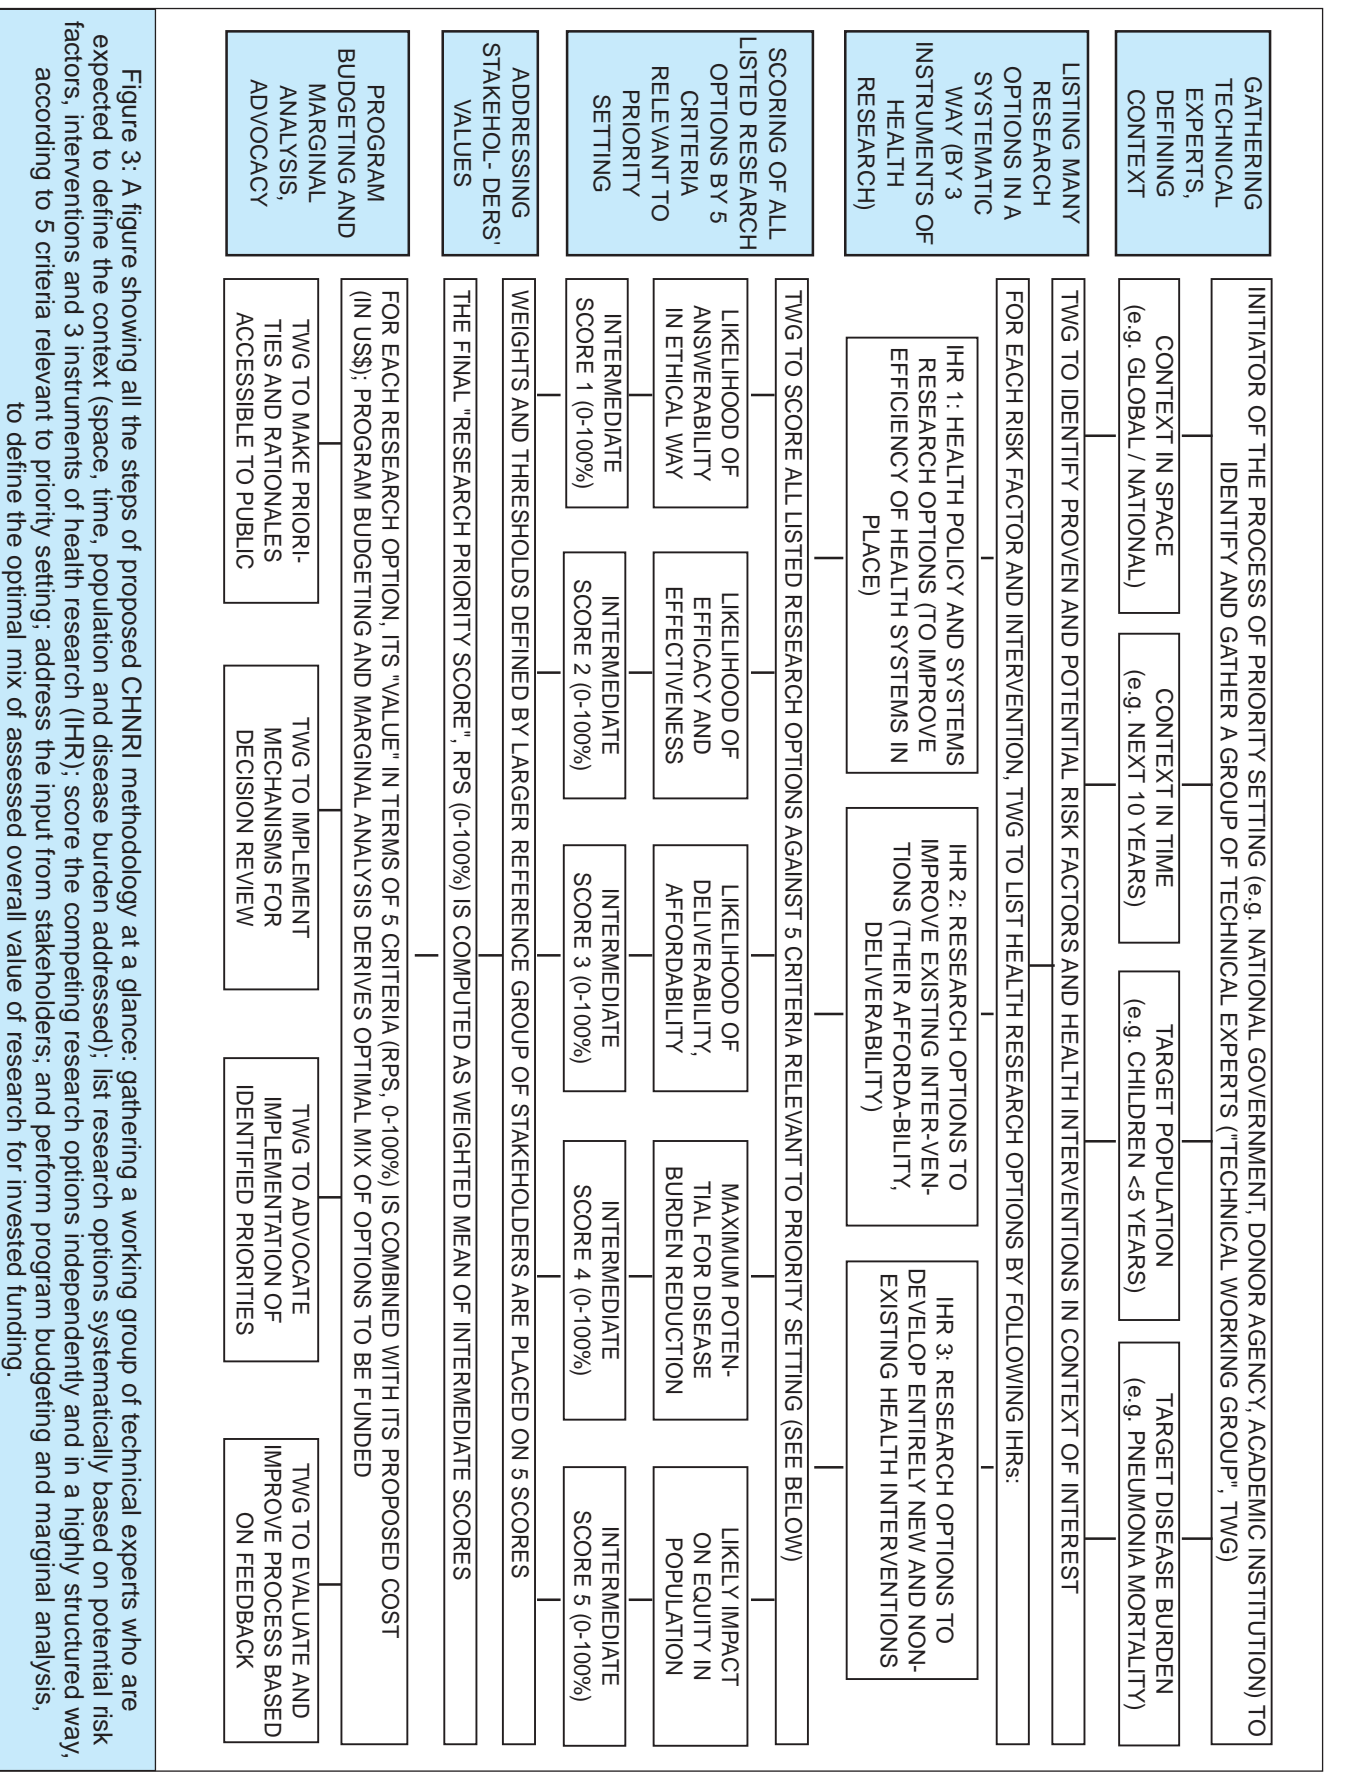 GATHERING
TECHNICAL
EXPERTS,
DEFINING
CONTEXT
INITIATOR OF THE PROCESS OF PRIORITY SETTING (e.g. NATIONAL GOVERNMENT, DONOR AGENCY, ACADEMIC INSTITUTION) TO
IDENTIFY AND GATHER A GROUP OF TECHNICAL EXPERTS ("TECHNICAL WORKING GROUP", TWG)
CONTEXT IN SPACE
(e.g. GLOBAL / NATIONAL)
CONTEXT IN TIME
(e.g. NEXT 10 YEARS)
TARGET POPULATION
(e.g. CHILDREN <5 YEARS)
TARGET DISEASE BURDEN
(e.g. PNEUMONIA MORTALITY)
LISTING MANY
RESEARCH
OPTIONS IN A
SYSTEMATIC
WAY (BY 3
INSTRUMENTS OF
HEALTH
RESEARCH)
TWG TO IDENTIFY PROVEN AND POTENTIAL RISK FACTORS AND HEALTH INTERVENTIONS IN CONTEXT OF INTEREST
FOR EACH RISK FACTOR AND INTERVENTION, TWG TO LIST HEALTH RESEARCH OPTIONS BY FOLLOWING IHRs:
IHR 1: HEALTH POLICY AND SYSTEMS
RESEARCH OPTIONS (TO IMPROVE
EFFICIENCY OF HEALTH SYSTEMS IN
PLACE)
IHR 2: RESEARCH OPTIONS TO
IMPROVE EXISTING INTER-VEN-
TIONS (THEIR AFFORDA-BILITY,
DELIVERABILITY)
IHR 3: RESEARCH OPTIONS TO
DEVELOP ENTIRELY NEW AND NON-
EXISTING HEALTH INTERVENTIONS
SCORING OF ALL
LISTED RESEARCH
OPTIONS BY 5
CRITERIA
RELEVANT TO
PRIORITY
SETTING
TWG TO SCORE ALL LISTED RESEARCH OPTIONS AGAINST 5 CRITERIA RELEVANT TO PRIORITY SETTING (SEE BELOW)
LIKELIHOOD OF
ANSWERABILITY
IN ETHICAL WAY
LIKELIHOOD OF
EFFICACY AND
EFFECTIVENESS
LIKELIHOOD OF
DELIVERABILITY,
AFFORDABILITY
MAXIMUM POTEN-
TIAL FOR DISEASE
BURDEN REDUCTION
LIKELY IMPACT
ON EQUITY IN
POPULATION
INTERMEDIATE
SCORE 1 (0-100%)
INTERMEDIATE
SCORE 2 (0-100%)
INTERMEDIATE
SCORE 3 (0-100%)
INTERMEDIATE
SCORE 4 (0-100%)
INTERMEDIATE
SCORE 5 (0-100%)
ADDRESSING
STAKEHOL- DERS'
VALUES
WEIGHTS AND THRESHOLDS DEFINED BY LARGER REFERENCE GROUP OF STAKEHOLDERS ARE PLACED ON 5 SCORES
THE FINAL "RESEARCH PRIORITY SCORE", RPS (0-100%) IS COMPUTED AS WEIGHTED MEAN OF INTERMEDIATE SCORES
PROGRAM
BUDGETING AND
MARGINAL
ANALYSIS,
ADVOCACY
FOR EACH RESEARCH OPTION, ITS "VALUE" IN TERMS OF 5 CRITERIA (RPS, 0-100%) IS COMBINED WITH ITS PROPOSED COST
(IN US$); PROGRAM BUDGETING AND MARGINAL ANALYSIS DERIVES OPTIMAL MIX OF OPTIONS TO BE FUNDED
TWG TO MAKE PRIORI-
TIES AND RATIONALES
ACCESSIBLE TO PUBLIC
TWG TO IMPLEMENT
MECHANISMS FOR
DECISION REVIEW
TWG TO ADVOCATE
IMPLEMENTATION OF
IDENTIFIED PRIORITIES
TWG TO EVALUATE AND
IMPROVE PROCESS BASED
ON FEEDBACK
Figure 3: A figure showing all the steps of proposed CHNRI methodology at a glance: gathering a working group of technical experts who are
expected to define the context (space, time, population and disease burden addressed); list research options systematically based on potential risk
factors, interventions and 3 instruments of health research (IHR); score the competing research options independently and in a highly structured way,
according to 5 criteria relevant to priority setting; address the input from stakeholders; and perform program budgeting and marginal analysis,
to define the optimal mix of assessed overall value of research for invested funding.